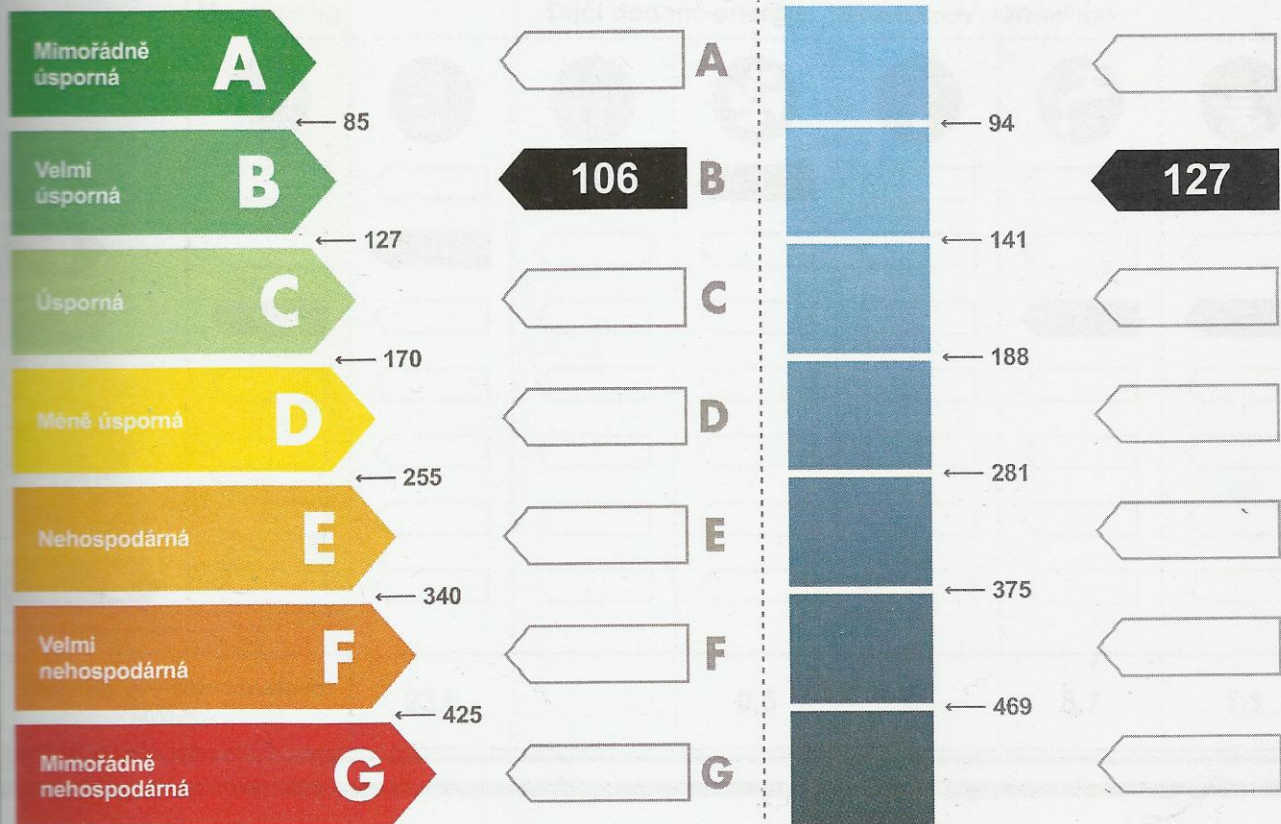 Mimořádně
úsporná
A
A
85
94
Velmi
úsporná
B
106
B
127
127
141
Úsporná
C
C
170
188
Méně úsporná
D
D
255
281
Nehospodárná
E
E
340
375
Velmi
nehospodárná
F
F
425
469
Mimořádně
nehospodárná
G
G